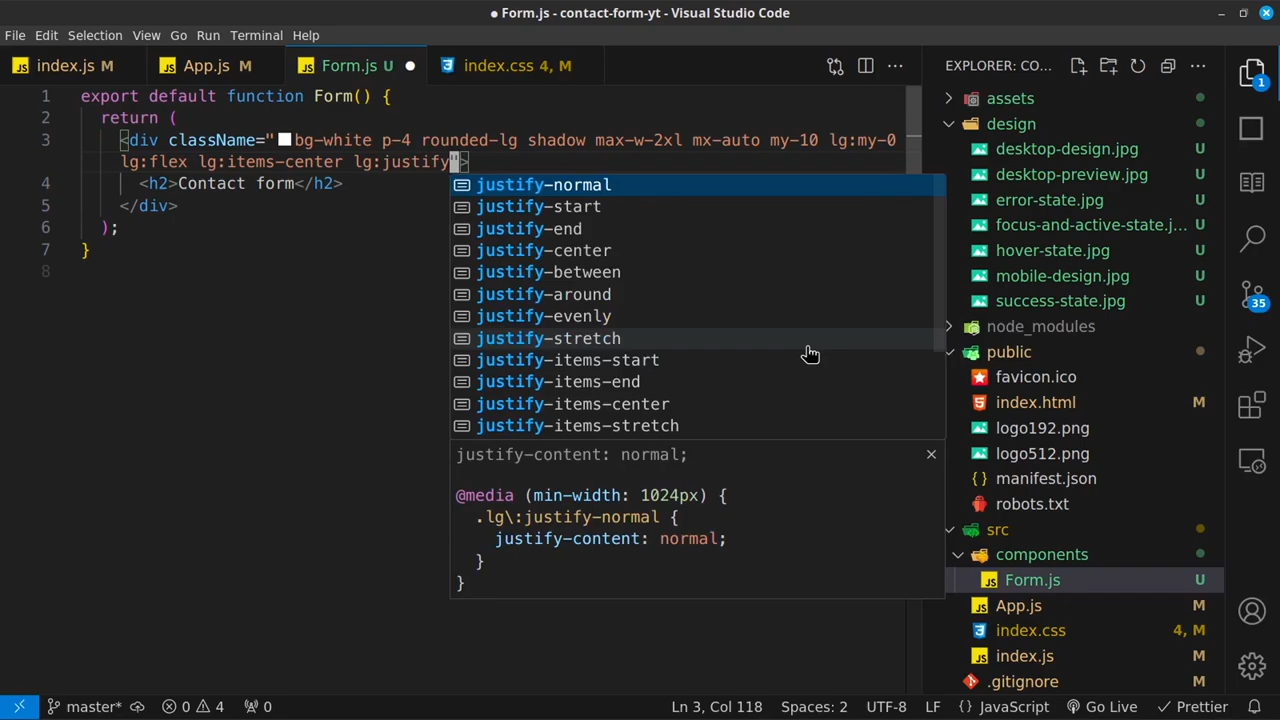 ● Form.js - contact-form-yt - Visual Studio Code
File Edit Selection View Go Run Terminal Help
index.js M
App.js M
Form.js U
index.css 4, M
1 export default function Form() {
2 return (
3 <div className="bg-white p-4 rounded-lg shadow max-w-2xl mx-auto my-10 lg:my-0
lg:flex lg:items-center lg:justify">
4 <h2>Contact form</h2>
5 </div>
6 );
7 }
8
justify-normal
justify-start
justify-end
justify-center
justify-between
justify-around
justify-evenly
justify-stretch
justify-items-start
justify-items-end
justify-items-center
justify-items-stretch
justify-content: normal;
@media (min-width: 1024px) {
.lg\:justify-normal {
justify-content: normal;
}
}
EXPLORER: CO...
assets
design
desktop-design.jpg U
desktop-preview.jpg U
error-state.jpg U
focus-and-active-state.j... U
hover-state.jpg U
mobile-design.jpg U
success-state.jpg U
node_modules
public
favicon.ico
index.html M
logo192.png
logo512.png
manifest.json
robots.txt
src
components
Form.js U
App.js M
index.css 4, M
index.js M
.gitignore M
1
35
master* 0 4 0
Ln 3, Col 118 Spaces: 2 UTF-8 LF {} JavaScript Go Live Prettier